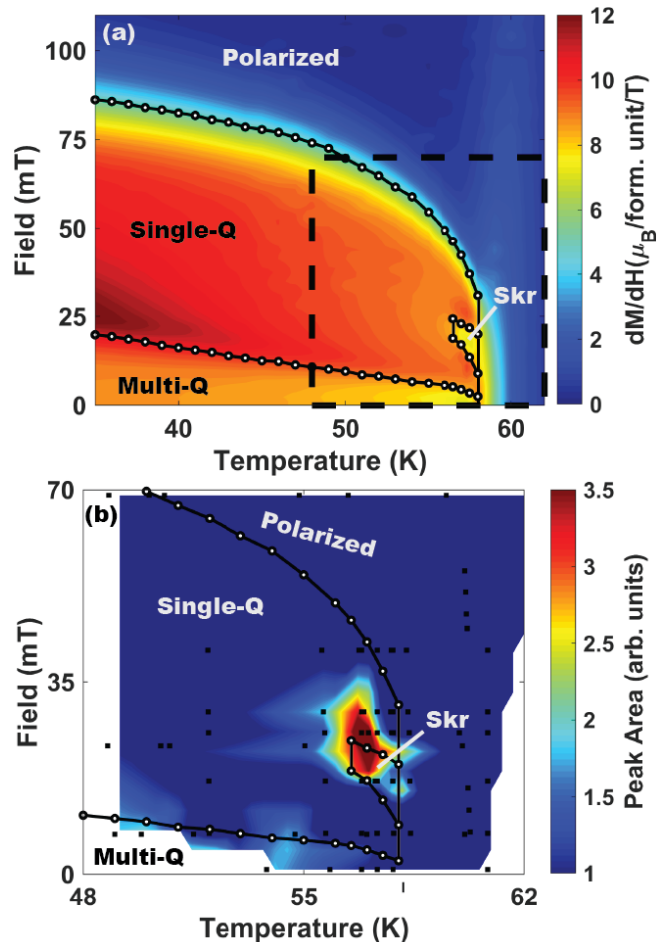 (a)
Polarized
Single-Q
Skr
Multi-Q
100
75
50
25
0
Field (mT)
40
50
60
Temperature (K)
12
10
8
6
4
2
0
dM/dH(μB/form. unit/T)
(b)
Polarized
Single-Q
Skr
Multi-Q
70
35
0
Field (mT)
48
55
62
Temperature (K)
3.5
3
2.5
2
1.5
1
Peak Area (arb. units)